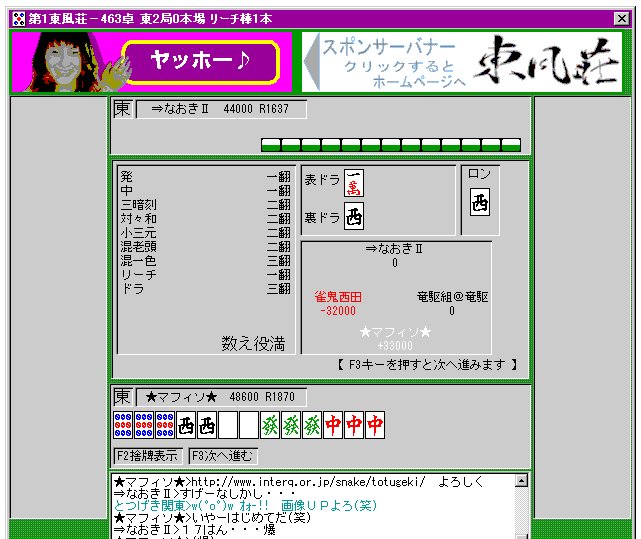 第1東風荘－463卓 東2局0本場 リーチ棒1本
ヤッホー♪
スポンサーバナー
クリックすると
ホームページへ
東風荘
東 ⇒なおきⅡ 44000 R1637
発 一翻
中 一翻
三暗刻 二翻
対々和 二翻
小三元 二翻
混老頭 二翻
混一色 三翻
リーチ 一翻
ドラ 三翻
数え役満
表ドラ 一萬
裏ドラ 西
ロン
西
⇒なおきⅡ
0
雀鬼西田
-32000
竜駆組＠竜駆
0
★マフィソ★
+33000
【 F3キーを押すと次へ進みます 】
東 ★マフィソ★ 48600 R1870
西 西 發 發 發 中 中 中
F2捨牌表示 F3次へ進む
★マフィソ★>http://www.interq.or.jp/snake/totugeki/ よろしく
⇒なおきⅡ>すげーなしかし・・・
とつげき関東>w(ﾟoﾟ)w ｵｫｰ!! 画像ＵＰよろ(笑)
★マフィソ★>いやーはじめてだ(笑)
⇒なおきⅡ>１７はん・・・爆